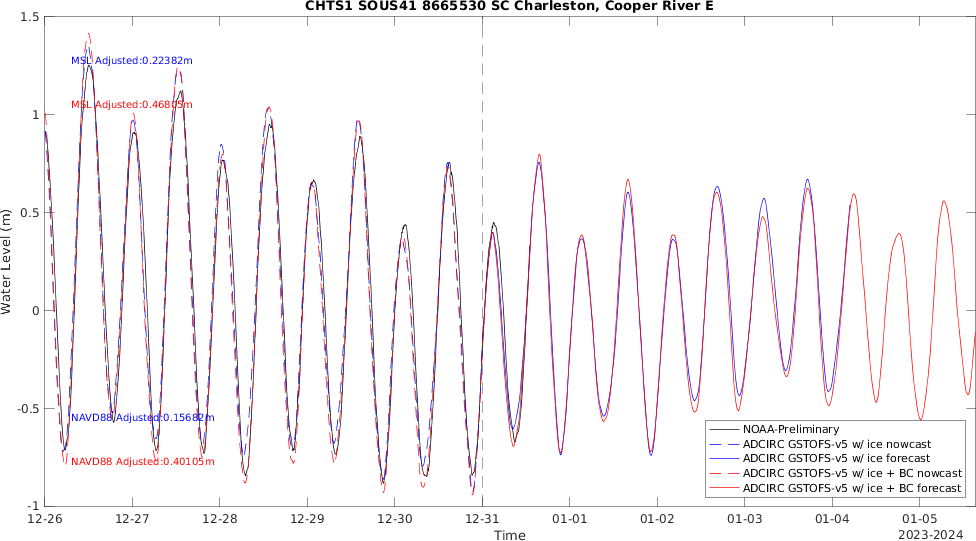 CHTS1 SOUS41 8665530 SC Charleston, Cooper River E
1.5
1
0.5
0
-0.5
-1
Water Level (m)
MSL Adjusted:0.22382m
MSL Adjusted:0.46805m
NAVD88 Adjusted:0.15682m
NAVD88 Adjusted:0.40105m
NOAA-Preliminary
ADCIRC GSTOFS-v5 w/ ice nowcast
ADCIRC GSTOFS-v5 w/ ice forecast
ADCIRC GSTOFS-v5 w/ ice + BC nowcast
ADCIRC GSTOFS-v5 w/ ice + BC forecast
12-26 12-27 12-28 12-29 12-30 12-31 01-01 01-02 01-03 01-04 01-05
Time
2023-2024